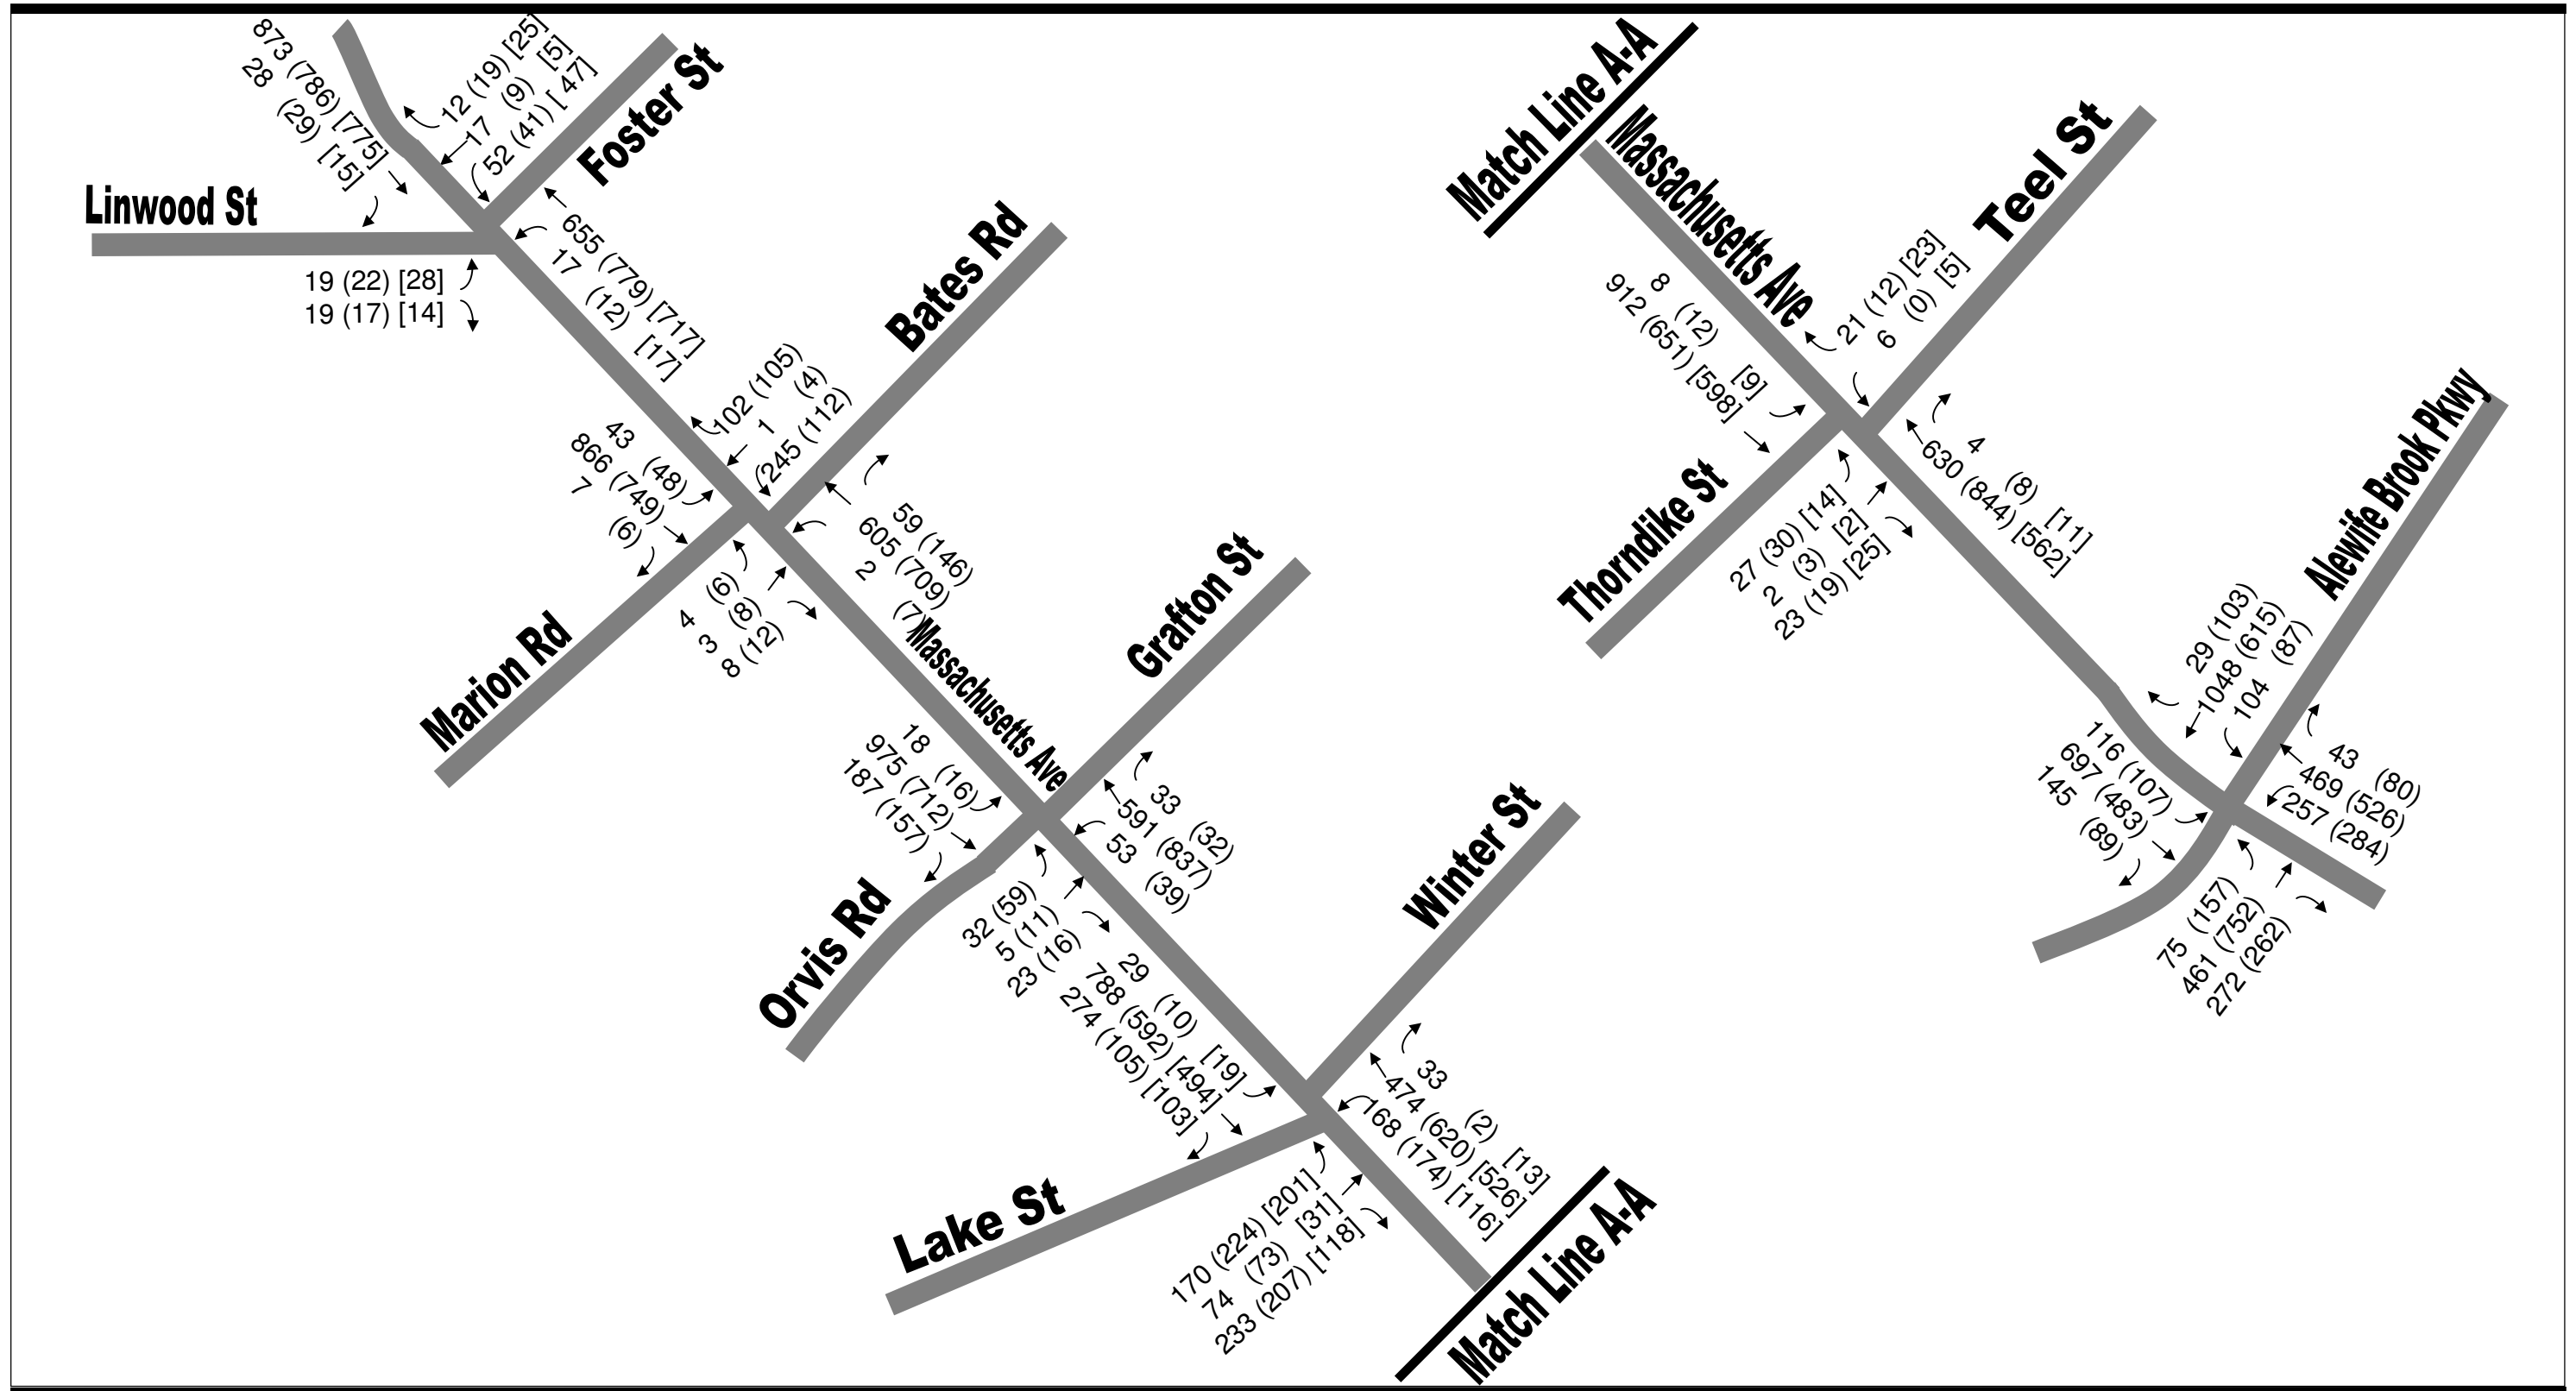 873 (786) [775]
28 (29) [15]
12 (19) [25]
17 (9) [5]
52 (41) [47]
Foster St
Linwood St
19 (22) [28]
19 (17) [14]
655 (779) [717]
17 (12) [17]
Bates Rd
102 (105)
1 (4)
245 (112)
43 (48)
866 (749)
7 (6)
59 (146)
605 (709)
2 (7)
4 (6)
3 (8)
8 (12)
Marion Rd
Massachusetts Ave
Grafton St
18 (16)
975 (712)
187 (157)
33 (32)
591 (837)
53 (39)
32 (59)
5 (11)
23 (16)
Orvis Rd
Winter St
29 (10) [19]
788 (592) [494]
274 (105) [103]
33 (2) [13]
474 (620) [526]
168 (174) [116]
Lake St
170 (224) [201]
74 (73) [31]
233 (207) [118]
Match Line A-A
Match Line A-A
Massachusetts Ave
Teel St
8 (12) [9]
912 (651) [598]
21 (12) [23]
6 (0) [5]
4 (8) [11]
630 (844) [562]
Thorndike St
27 (30) [14]
2 (3) [2]
23 (19) [25]
Alewife Brook Pkwy
29 (103)
1048 (615)
104 (87)
116 (107)
697 (483)
145 (89)
43 (80)
469 (526)
257 (284)
75 (157)
461 (752)
272 (262)